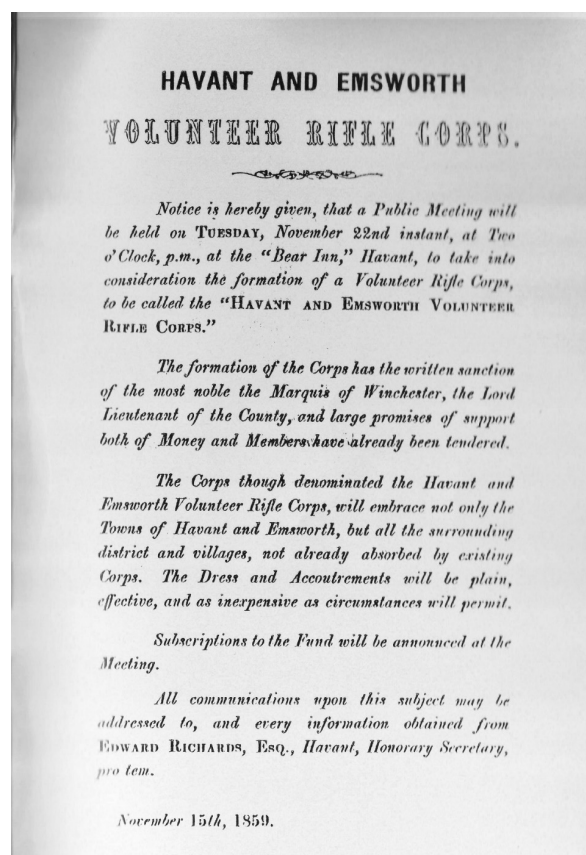 HAVANT AND EMSWORTH
VOLUNTEER RIFLE CORPS.
Notice is hereby given, that a Public Meeting will
be held on TUESDAY, November 22nd instant, at Two
o'Clock, p.m., at the "Bear Inn," Havant, to take into
consideration the formation of a Volunteer Rifle Corps,
to be called the "HAVANT AND EMSWORTH VOLUNTEER
RIFLE CORPS."
The formation of the Corps has the written sanction
of the most noble the Marquis of Winchester, the Lord
Lieutenant of the County, and large promises of support
both of Money and Members have already been tendered.
The Corps though denominated the Havant and
Emsworth Volunteer Rifle Corps, will embrace not only the
Towns of Havant and Emsworth, but all the surrounding
district and villages, not already absorbed by existing
Corps. The Dress and Accoutrements will be plain,
effective, and as inexpensive as circumstances will permit.
Subscriptions to the Fund will be announced at the
Meeting.
All communications upon this subject may be
addressed to, and every information obtained from
EDWARD RICHARDS, ESQ., Havant, Honorary Secretary,
pro tem.
November 15th, 1859.